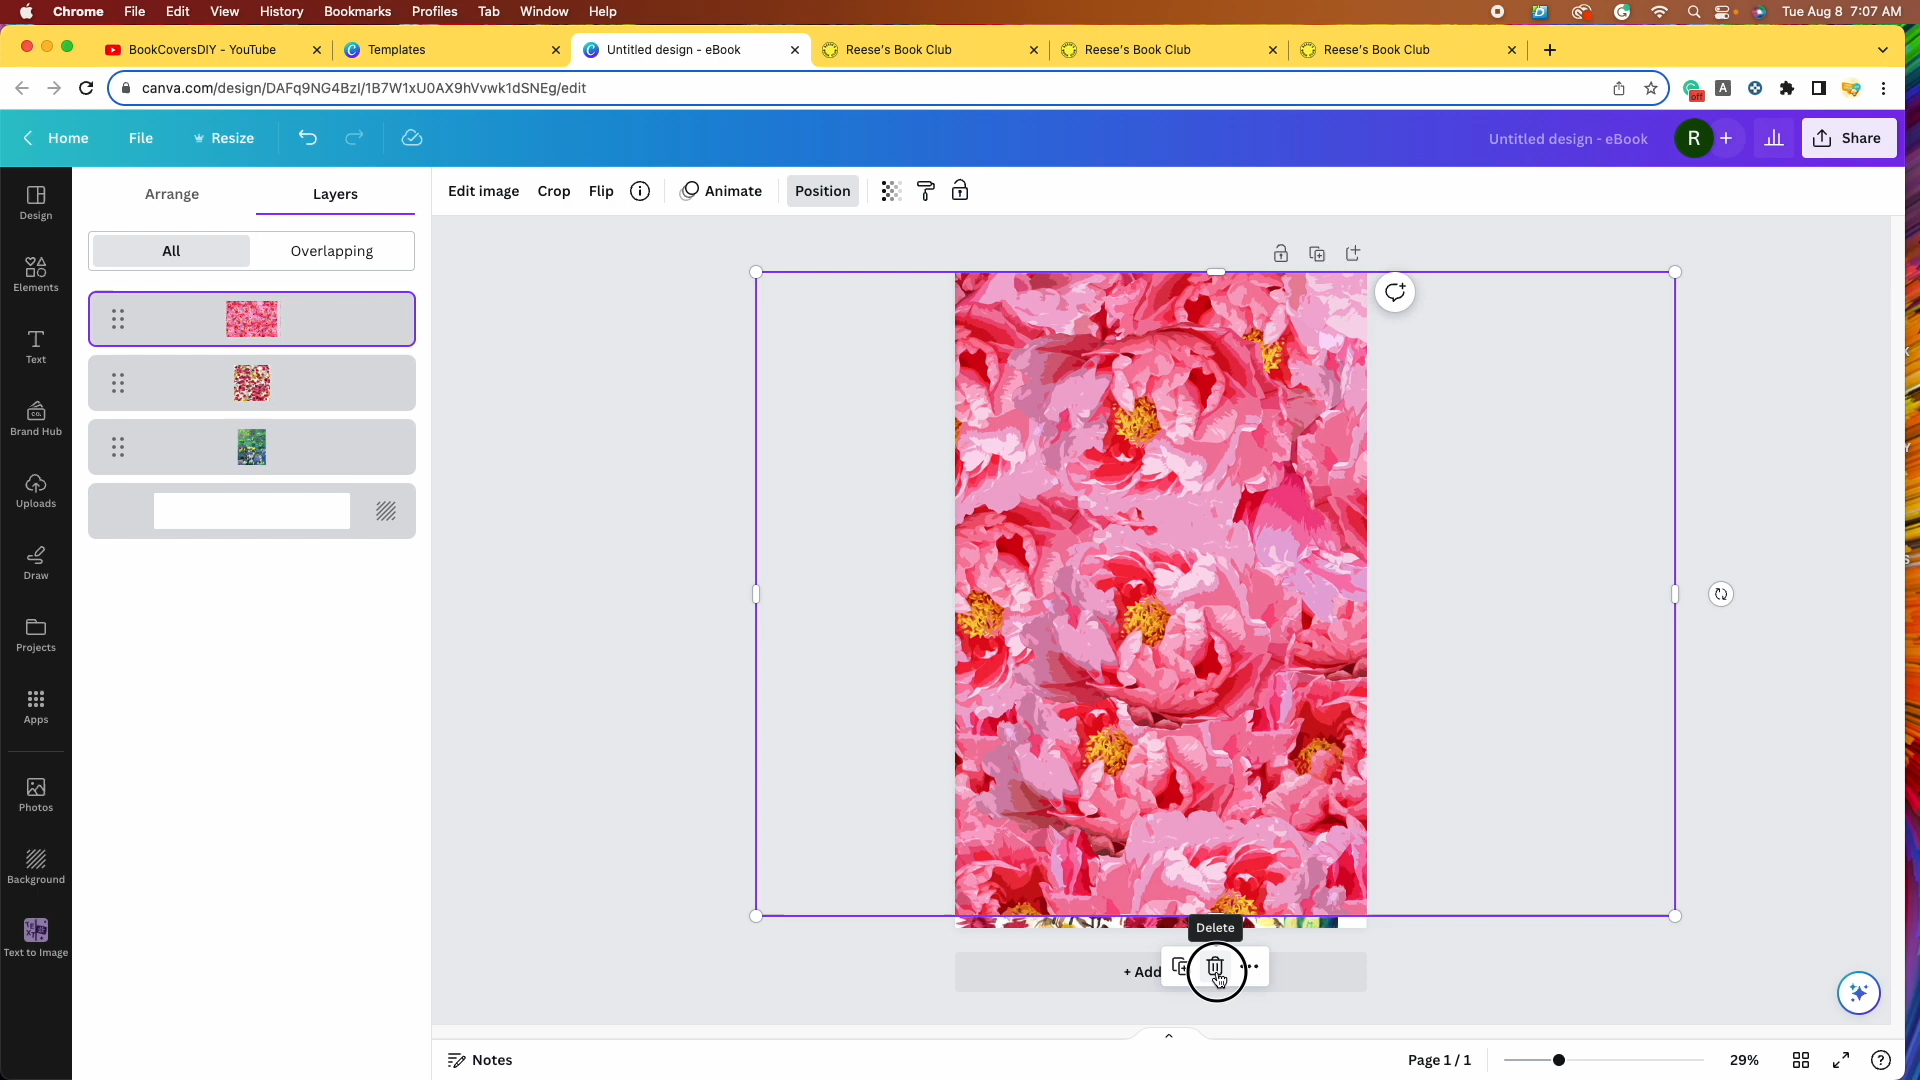 Chrome File Edit View History Bookmarks Profiles Tab Window Help Tue Aug 8 7:07 AM
BookCoversDIY - YouTube Templates Untitled design - eBook Reese's Book Club Reese's Book Club Reese's Book Club
canva.com/design/DAFq9NG4BzI/1B7W1xU0AX9hVvwk1dSNEg/edit
off
A
Home File Resize Untitled design - eBook R + Share
Arrange Layers
Edit image Crop Flip Animate Position
All Overlapping
Design
Elements
Text
Brand Hub
Uploads
Draw
Projects
Apps
Photos
Background
Text to Image
Delete
+ Add
Notes Page 1 / 1 29%